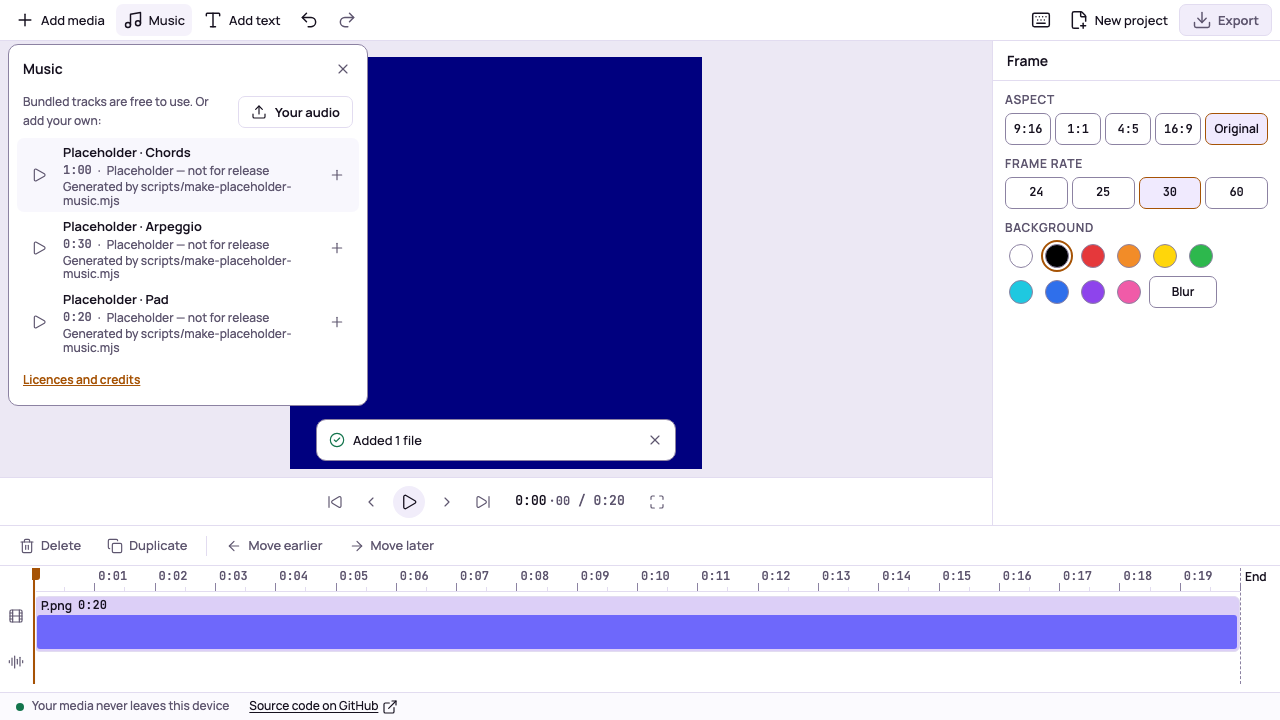 Add media
Music
Add text
New project
Export
Music
Bundled tracks are free to use. Or
add your own:
Your audio
Placeholder · Chords
1:00 · Placeholder — not for release
Generated by scripts/make-placeholder-
music.mjs
Placeholder · Arpeggio
0:30 · Placeholder — not for release
Generated by scripts/make-placeholder-
music.mjs
Placeholder · Pad
0:20 · Placeholder — not for release
Generated by scripts/make-placeholder-
music.mjs
Licences and credits
Added 1 file
Frame
ASPECT
9:16 1:1 4:5 16:9 Original
FRAME RATE
24 25 30 60
BACKGROUND
Blur
0:00·00 / 0:20
Delete
Duplicate
Move earlier
Move later
0:01 0:02 0:03 0:04 0:05 0:06 0:07 0:08 0:09 0:10 0:11 0:12 0:13 0:14 0:15 0:16 0:17 0:18 0:19 End
P.png 0:20
Your media never leaves this device
Source code on GitHub